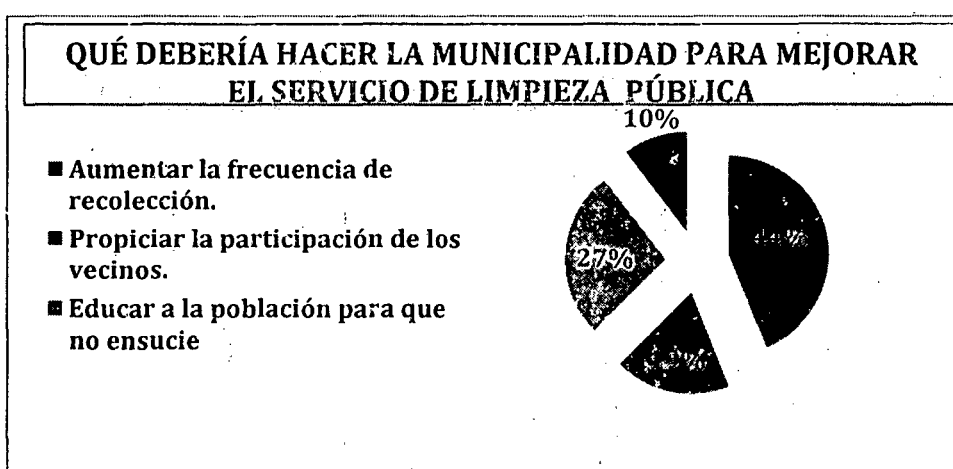 QUÉ DEBERÍA HACER LA MUNICIPALIDAD PARA MEJORAR
EL SERVICIO DE LIMPIEZA PÚBLICA
10%
Aumentar la frecuencia de
recolección.
Propiciar la participación de los
vecinos.
27%
Educar a la población para que
no ensucie